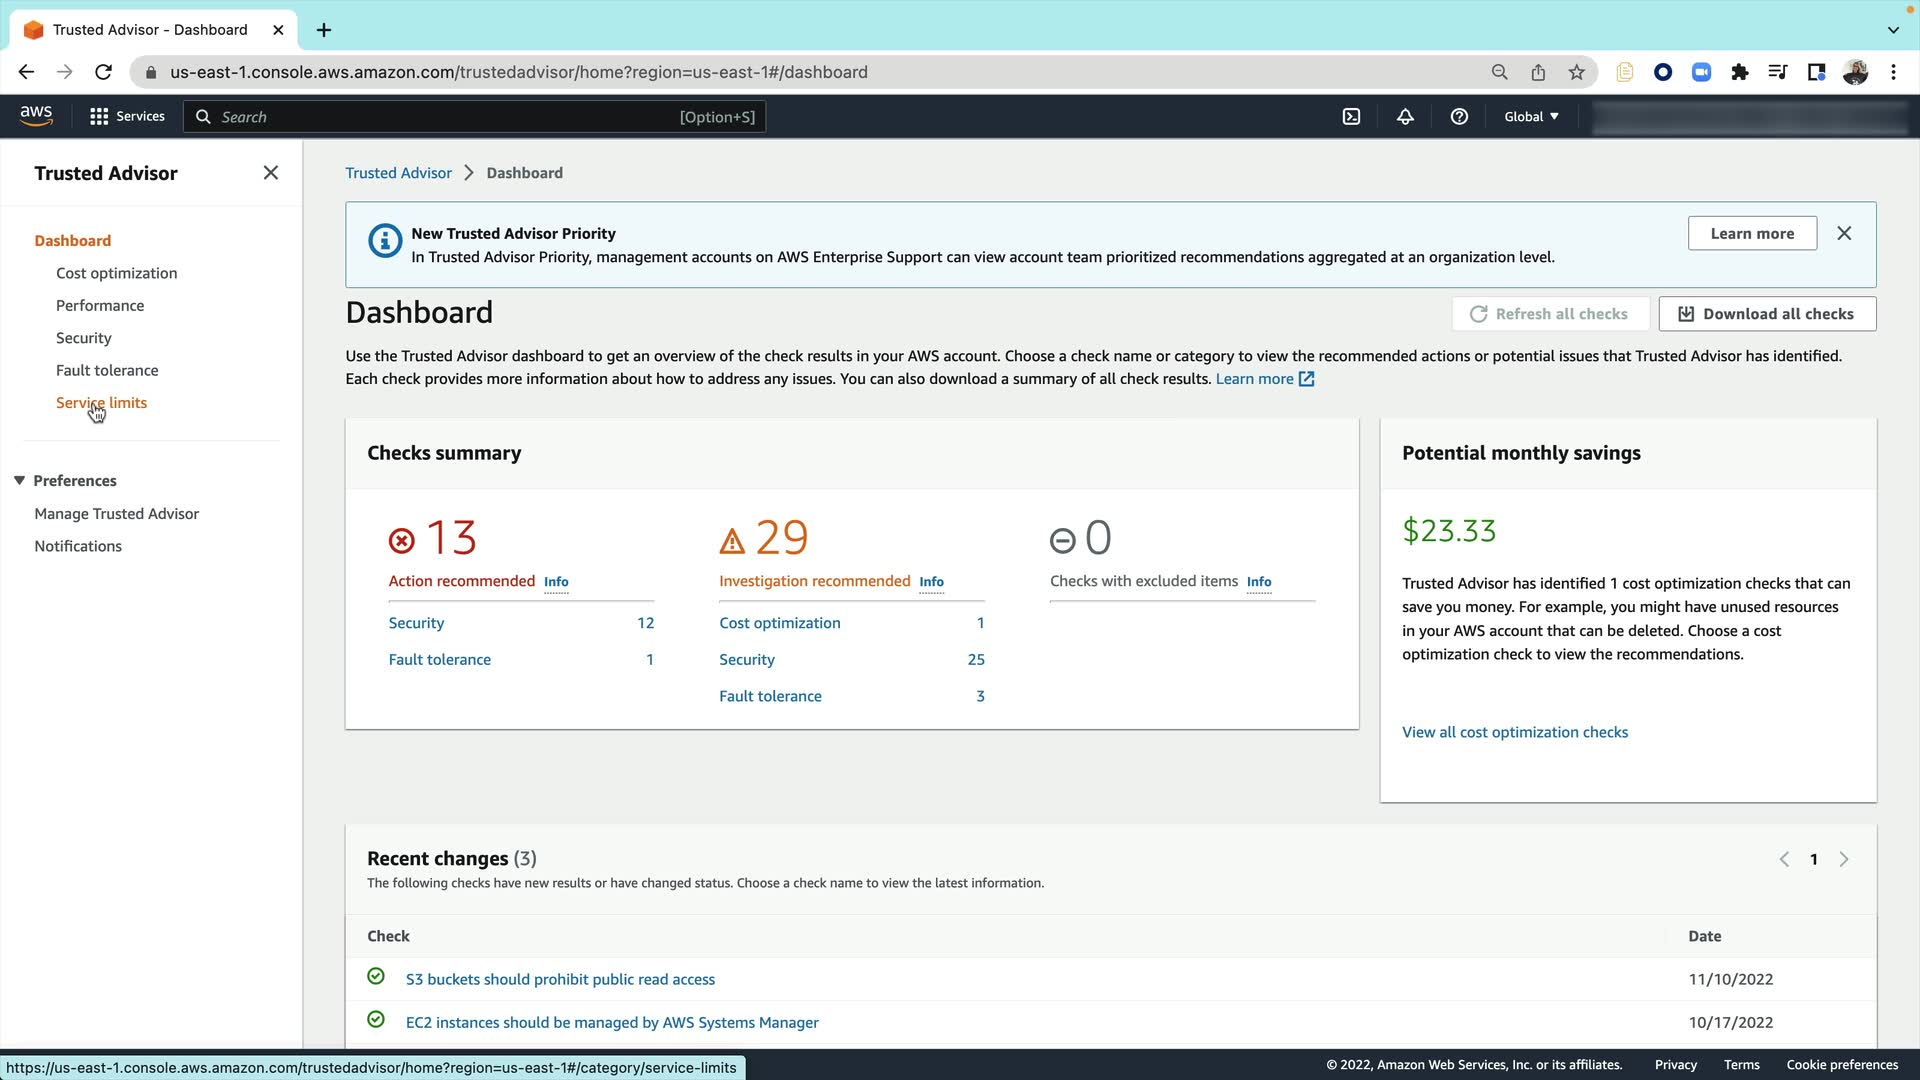 Trusted Advisor - Dashboard
us-east-1.console.aws.amazon.com/trustedadvisor/home?region=us-east-1#/dashboard
aws
Services
Search
[Option+S]
Global
Trusted Advisor
Dashboard
Cost optimization
Performance
Security
Fault tolerance
Service limits
Preferences
Manage Trusted Advisor
Notifications
Trusted Advisor
Dashboard
New Trusted Advisor Priority
In Trusted Advisor Priority, management accounts on AWS Enterprise Support can view account team prioritized recommendations aggregated at an organization level.
Learn more
Dashboard
Refresh all checks
Download all checks
Use the Trusted Advisor dashboard to get an overview of the check results in your AWS account. Choose a check name or category to view the recommended actions or potential issues that Trusted Advisor has identified.
Each check provides more information about how to address any issues. You can also download a summary of all check results. Learn more
Checks summary
13
Action recommended Info
Security 12
Fault tolerance 1
29
Investigation recommended Info
Cost optimization 1
Security 25
Fault tolerance 3
0
Checks with excluded items Info
Potential monthly savings
$23.33
Trusted Advisor has identified 1 cost optimization checks that can
save you money. For example, you might have unused resources
in your AWS account that can be deleted. Choose a cost
optimization check to view the recommendations.
View all cost optimization checks
Recent changes (3)
1
The following checks have new results or have changed status. Choose a check name to view the latest information.
Check Date
S3 buckets should prohibit public read access 11/10/2022
EC2 instances should be managed by AWS Systems Manager 10/17/2022
https://us-east-1.console.aws.amazon.com/trustedadvisor/home?region=us-east-1#/category/service-limits
© 2022, Amazon Web Services, Inc. or its affiliates.
Privacy
Terms
Cookie preferences